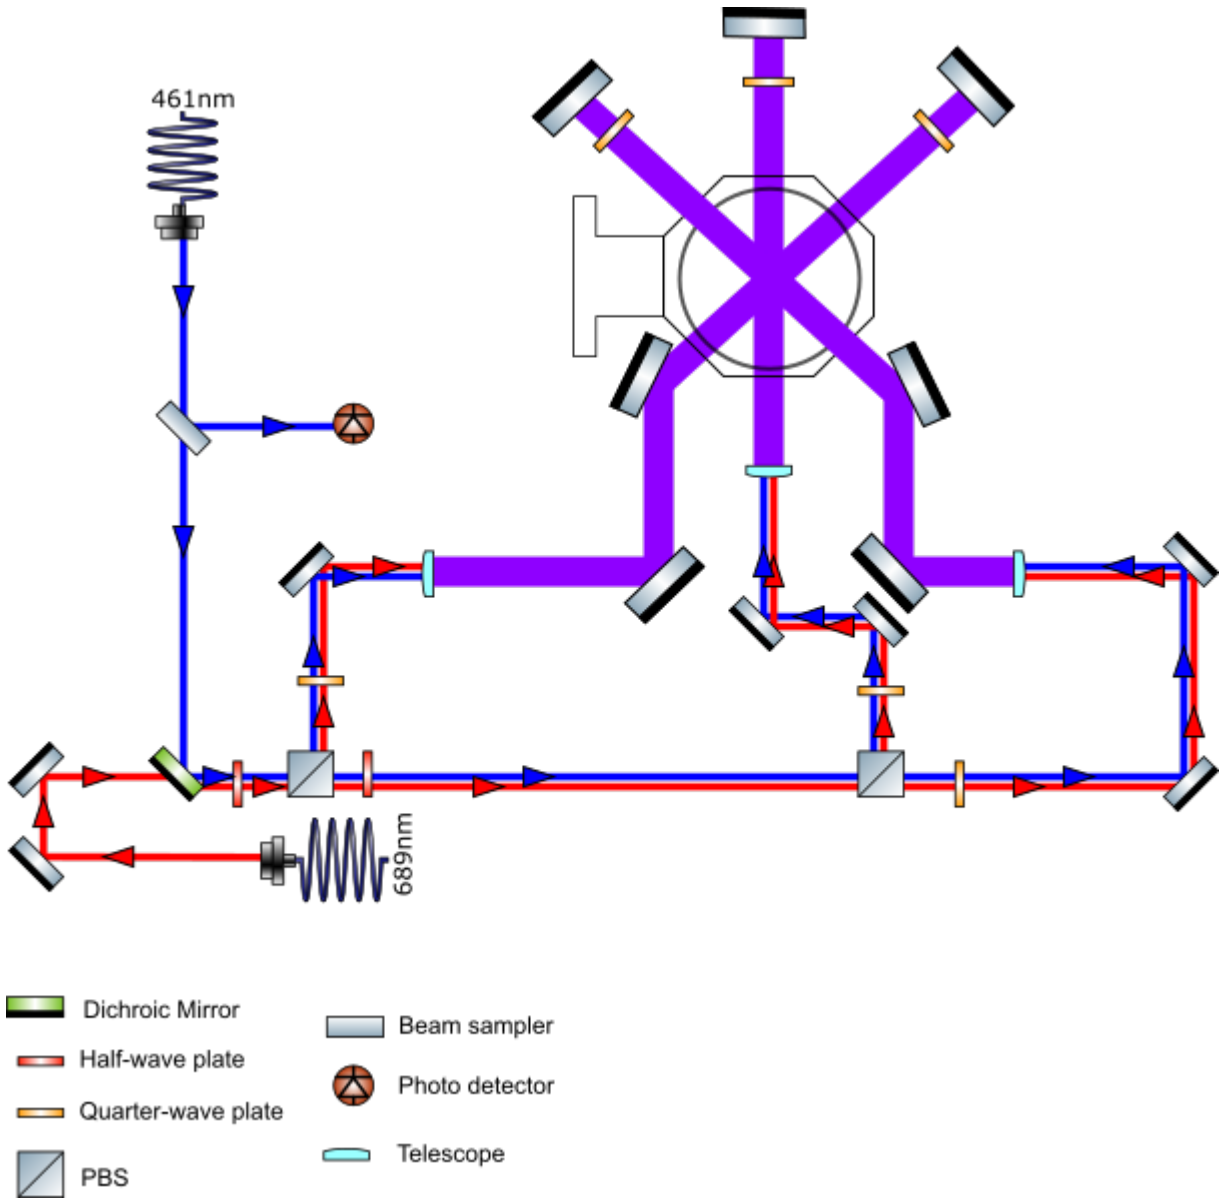 461nm
689nm
Dichroic Mirror
Half-wave plate
Quarter-wave plate
PBS
Beam sampler
Photo detector
Telescope